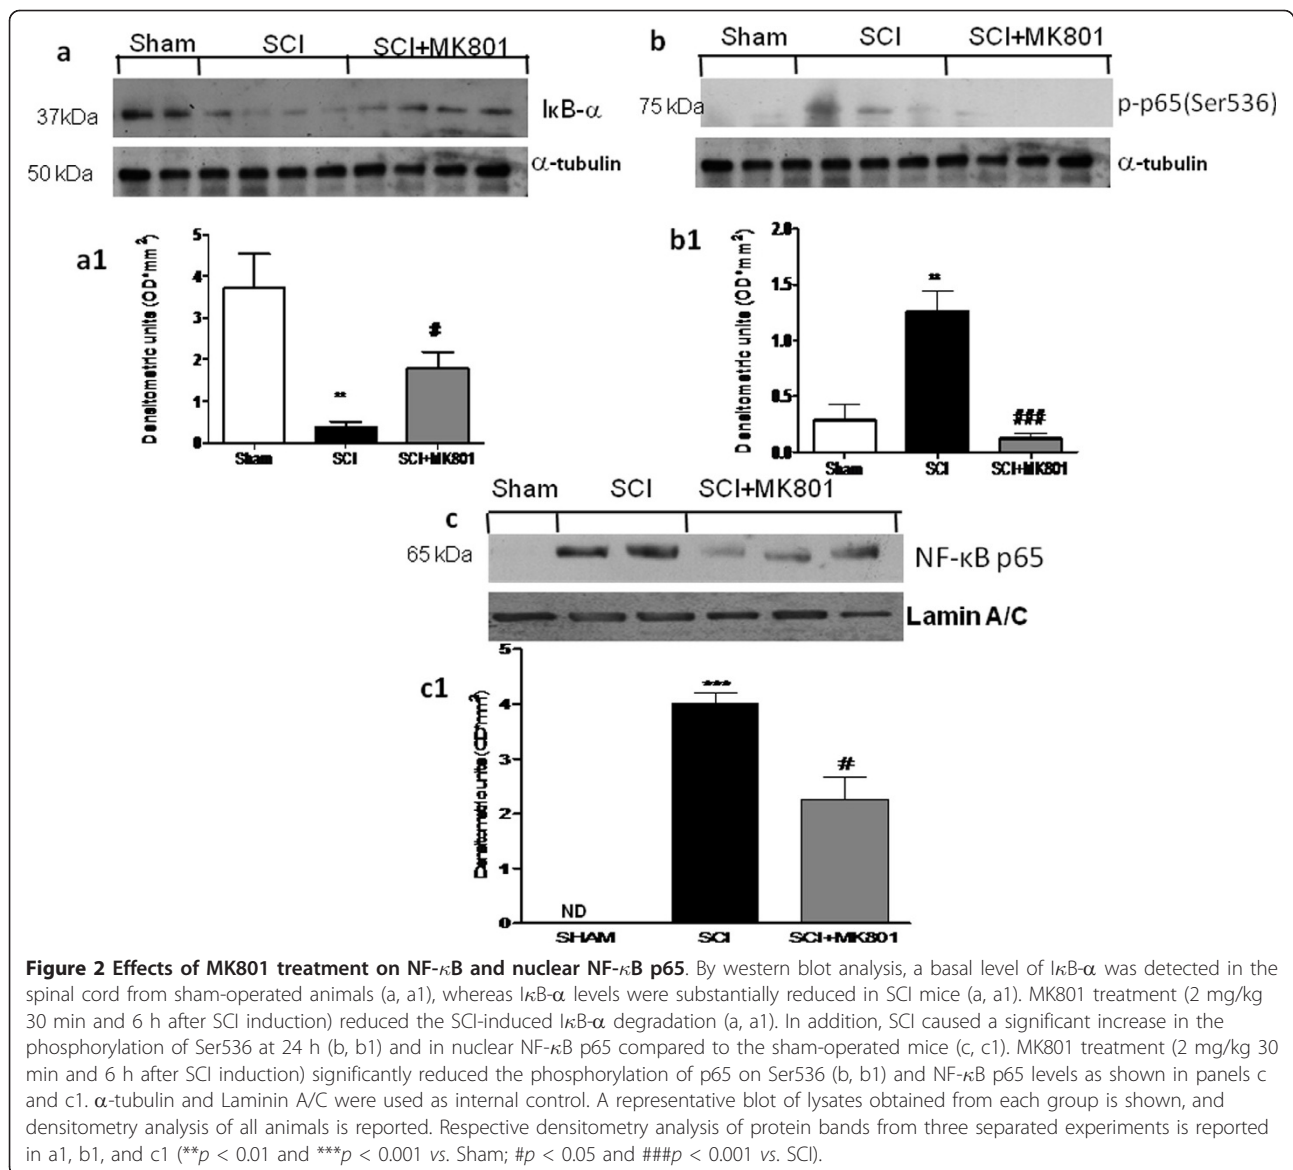 a
Sham SCI SCI+MK801
37kDa
IκB-α
50 kDa
α-tubulin
b
Sham SCI SCI+MK801
75 kDa
p-p65(Ser536)
α-tubulin
a1
Densitometric units (OD*mm²)
5
4
3
2
1
0
**
#
Sham SCI SCI+MK801
b1
Densitometric units (OD*mm²)
2.0
1.5
1.0
0.5
0.0
**
###
Sham SCI SCI+MK801
c
Sham SCI SCI+MK801
65 kDa
NF-κB p65
Lamin A/C
c1
Densitometric units (OD*mm²)
5
4
3
2
1
0
ND
***
#
SHAM SCI SCI+MK801
Figure 2 Effects of MK801 treatment on NF-κB and nuclear NF-κB p65. By western blot analysis, a basal level of IκB-α was detected in the
spinal cord from sham-operated animals (a, a1), whereas IκB-α levels were substantially reduced in SCI mice (a, a1). MK801 treatment (2 mg/kg
30 min and 6 h after SCI induction) reduced the SCI-induced IκB-α degradation (a, a1). In addition, SCI caused a significant increase in the
phosphorylation of Ser536 at 24 h (b, b1) and in nuclear NF-κB p65 compared to the sham-operated mice (c, c1). MK801 treatment (2 mg/kg 30
min and 6 h after SCI induction) significantly reduced the phosphorylation of p65 on Ser536 (b, b1) and NF-κB p65 levels as shown in panels c
and c1. α-tubulin and Laminin A/C were used as internal control. A representative blot of lysates obtained from each group is shown, and
densitometry analysis of all animals is reported. Respective densitometry analysis of protein bands from three separated experiments is reported
in a1, b1, and c1 (**p < 0.01 and ***p < 0.001 vs. Sham; #p < 0.05 and ###p < 0.001 vs. SCI).